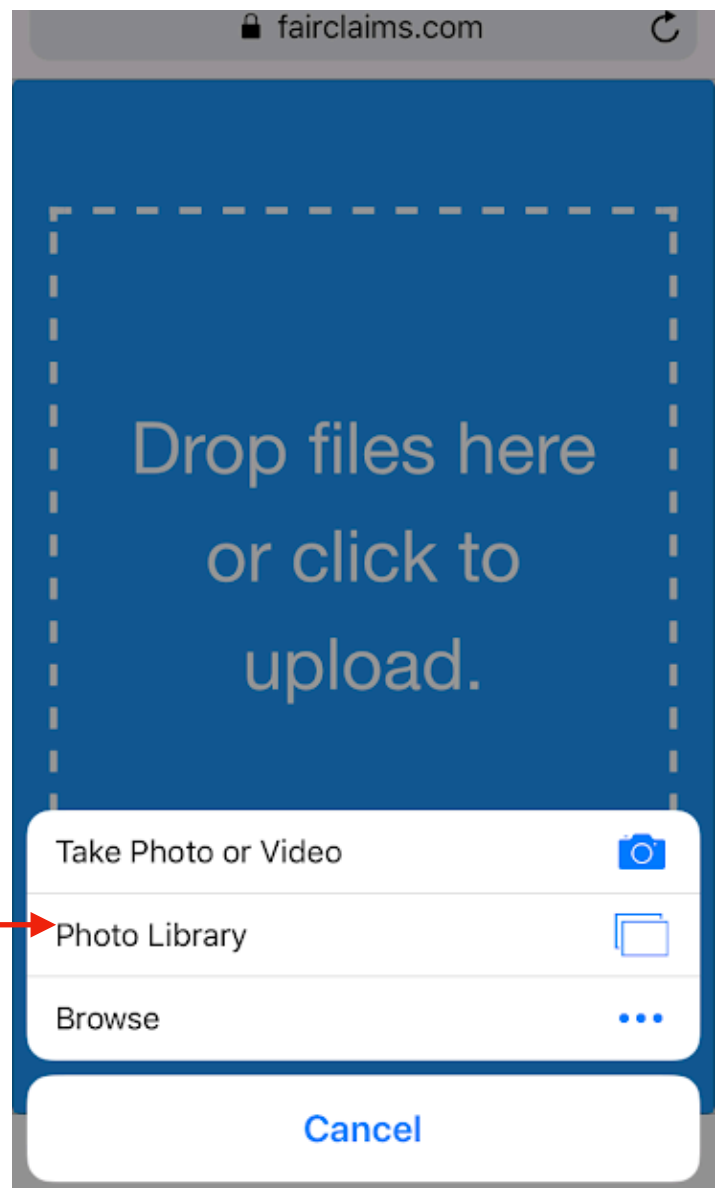 fairclaims.com
Drop files here
or click to
upload.
Take Photo or Video
Photo Library
Browse
Cancel